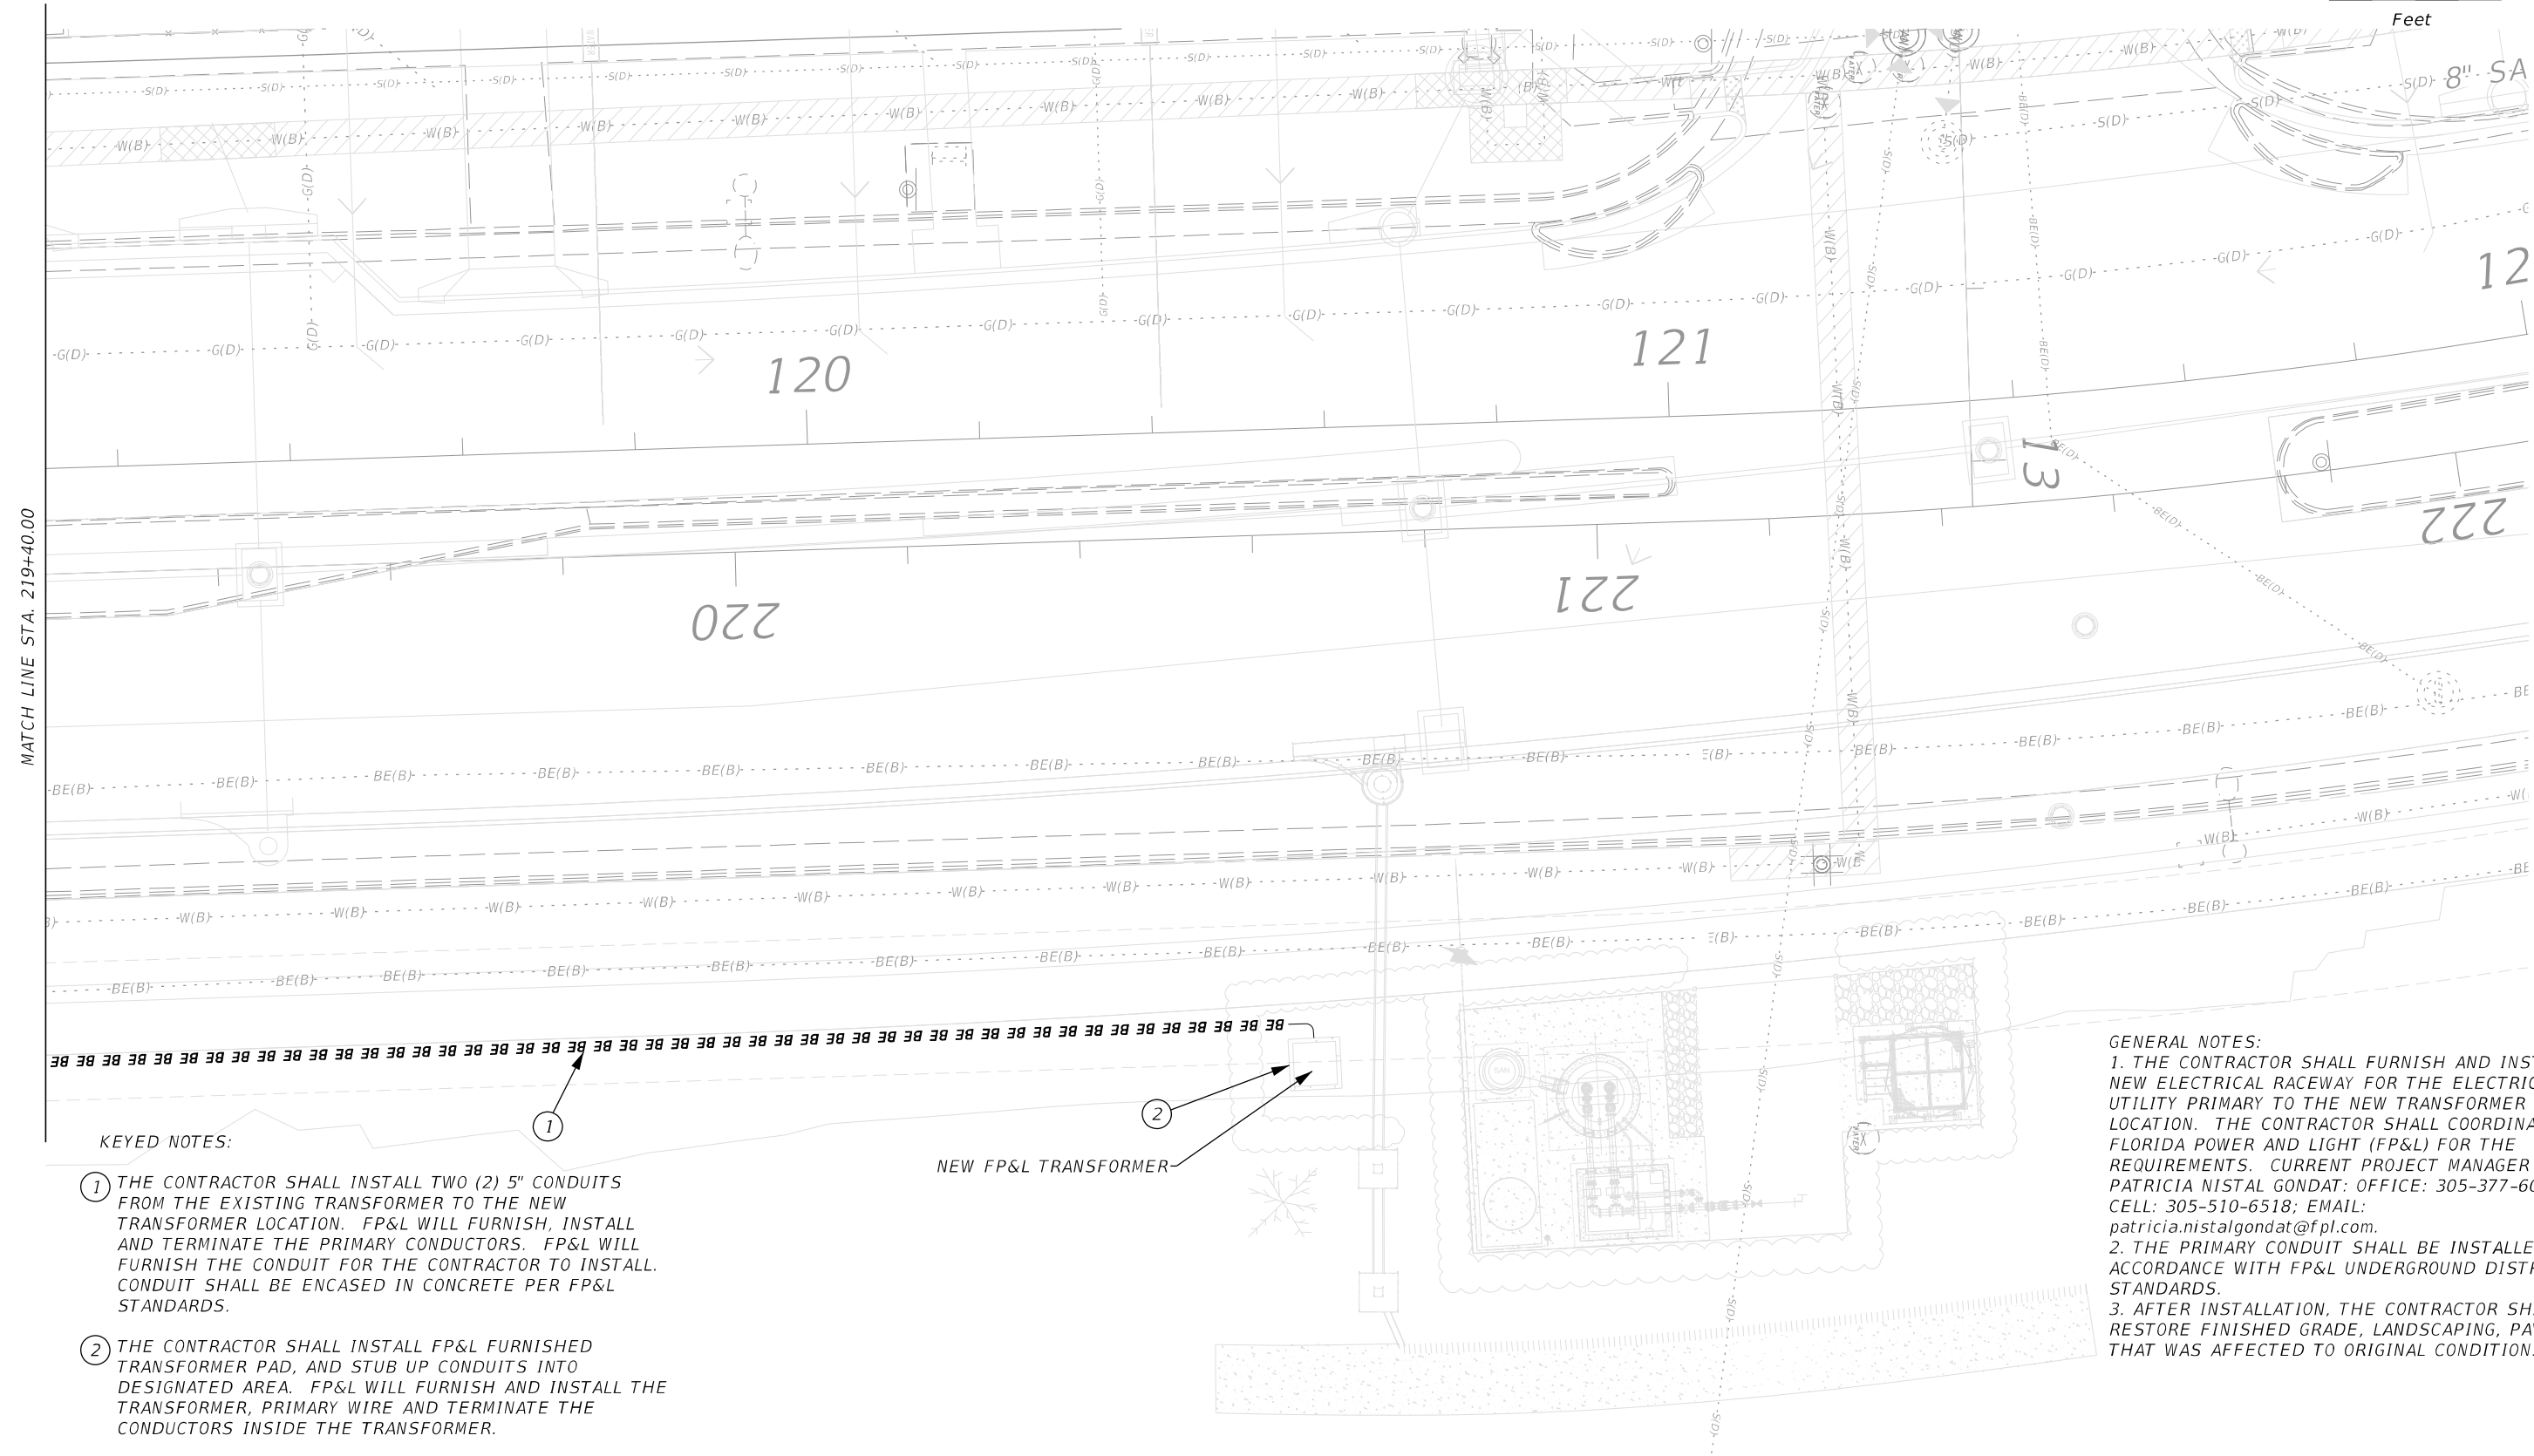 Feet
8" SA
S(D)
W(B)
G(D)
BE(D)
120
121
12
13
222
221
220
MATCH LINE STA. 219+40.00
BE(B)
W(B)
BE
SAN
1
2
NEW FP&L TRANSFORMER
KEYED NOTES:
1 THE CONTRACTOR SHALL INSTALL TWO (2) 5" CONDUITS
FROM THE EXISTING TRANSFORMER TO THE NEW
TRANSFORMER LOCATION. FP&L WILL FURNISH, INSTALL
AND TERMINATE THE PRIMARY CONDUCTORS. FP&L WILL
FURNISH THE CONDUIT FOR THE CONTRACTOR TO INSTALL.
CONDUIT SHALL BE ENCASED IN CONCRETE PER FP&L
STANDARDS.
2 THE CONTRACTOR SHALL INSTALL FP&L FURNISHED
TRANSFORMER PAD, AND STUB UP CONDUITS INTO
DESIGNATED AREA. FP&L WILL FURNISH AND INSTALL THE
TRANSFORMER, PRIMARY WIRE AND TERMINATE THE
CONDUCTORS INSIDE THE TRANSFORMER.
GENERAL NOTES:
1. THE CONTRACTOR SHALL FURNISH AND INST
NEW ELECTRICAL RACEWAY FOR THE ELECTRIC
UTILITY PRIMARY TO THE NEW TRANSFORMER
LOCATION. THE CONTRACTOR SHALL COORDINA
FLORIDA POWER AND LIGHT (FP&L) FOR THE
REQUIREMENTS. CURRENT PROJECT MANAGER
PATRICIA NISTAL GONDAT: OFFICE: 305-377-60
CELL: 305-510-6518; EMAIL:
patricia.nistalgondat@fpl.com.
2. THE PRIMARY CONDUIT SHALL BE INSTALLE
ACCORDANCE WITH FP&L UNDERGROUND DISTR
STANDARDS.
3. AFTER INSTALLATION, THE CONTRACTOR SH
RESTORE FINISHED GRADE, LANDSCAPING, PA
THAT WAS AFFECTED TO ORIGINAL CONDITION